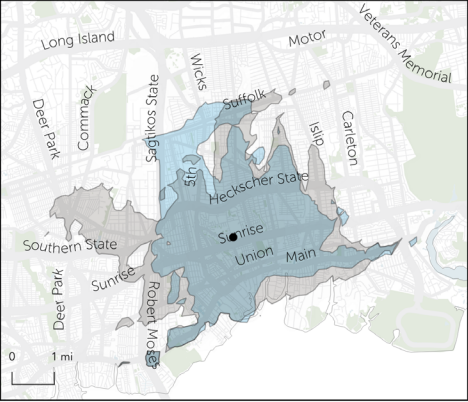 Veterans Memorial
Long Island
Motor
Wicks
Sagtikos State
Commack
Deer Park
Suffolk
Islip
Carleton
5th
Heckscher State
Sunrise
Southern State
Union
Main
Sunrise
Deer Park
Robert Moses
0 1 mi